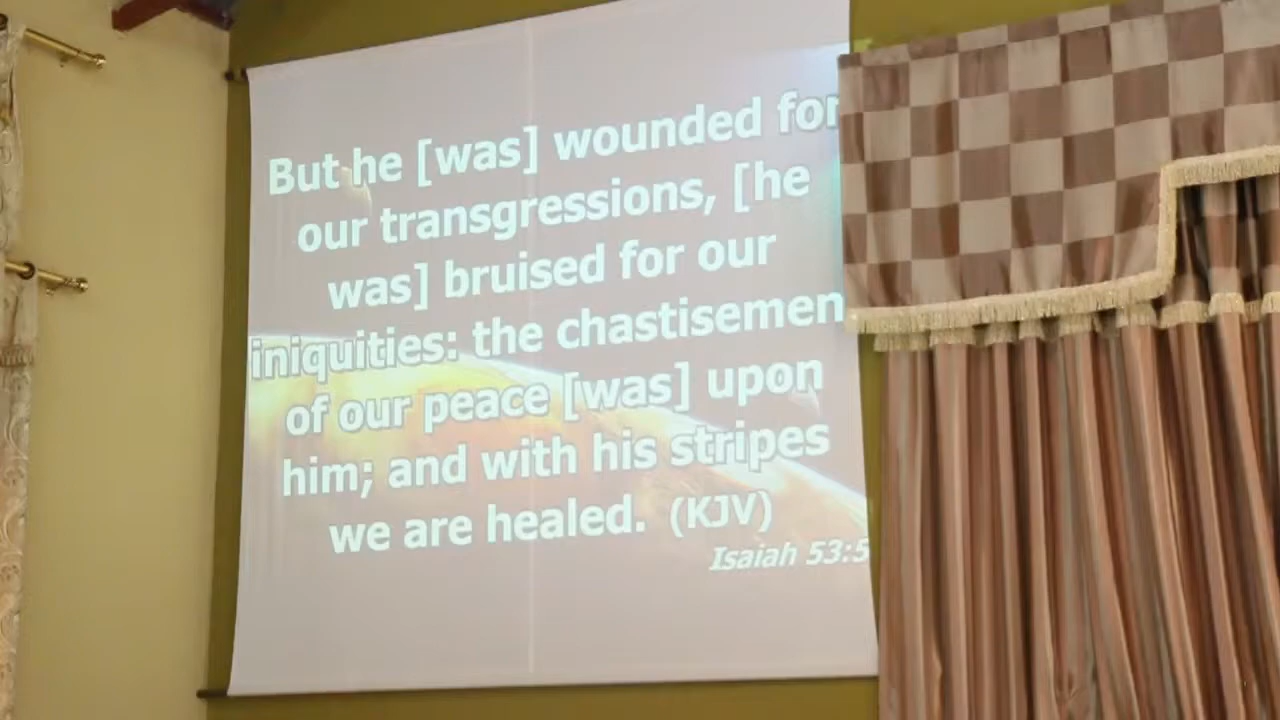 But he [was] wounded for
our transgressions, [he
was] bruised for our
iniquities: the chastisemen
of our peace [was] upon
him; and with his stripes
we are healed. (KJV)
Isaiah 53:5